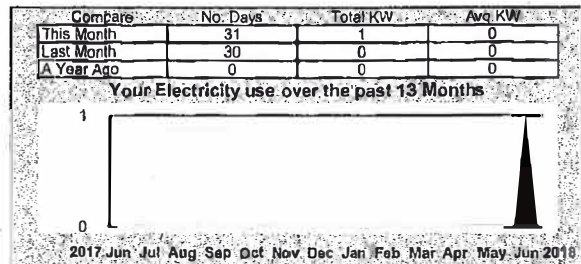 Compare No. Days Total KW Avg KW
This Month 31 1 0
Last Month 30 0 0
A Year Ago 0 0 0
Your Electricity use over the past 13 Months
1
0
2017 Jun Jul Aug Sep Oct Nov Dec Jan Feb Mar Apr May Jun 2018